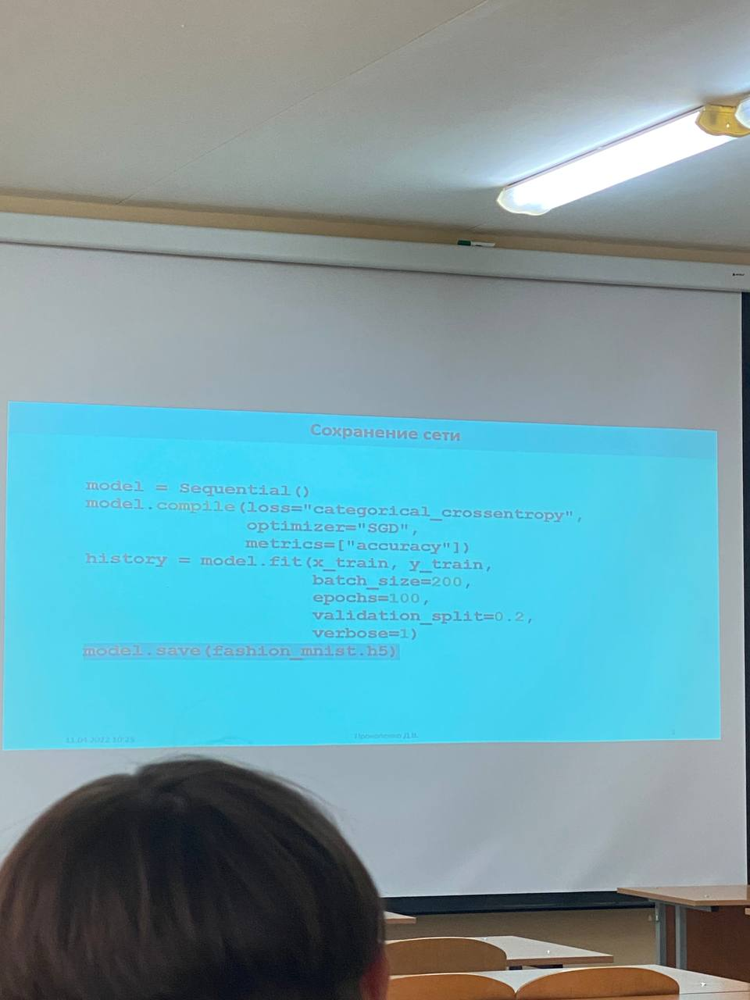 Сохранение сети
model = Sequential()
model.compile(loss="categorical_crossentropy",
optimizer="SGD",
metrics=["accuracy"])
history = model.fit(x_train, y_train,
batch_size=200,
epochs=100,
validation_split=0.2,
verbose=1)
model.save(fashion_mnist.h5)
11.04.2022 10:25
Прокопенко Д.В.